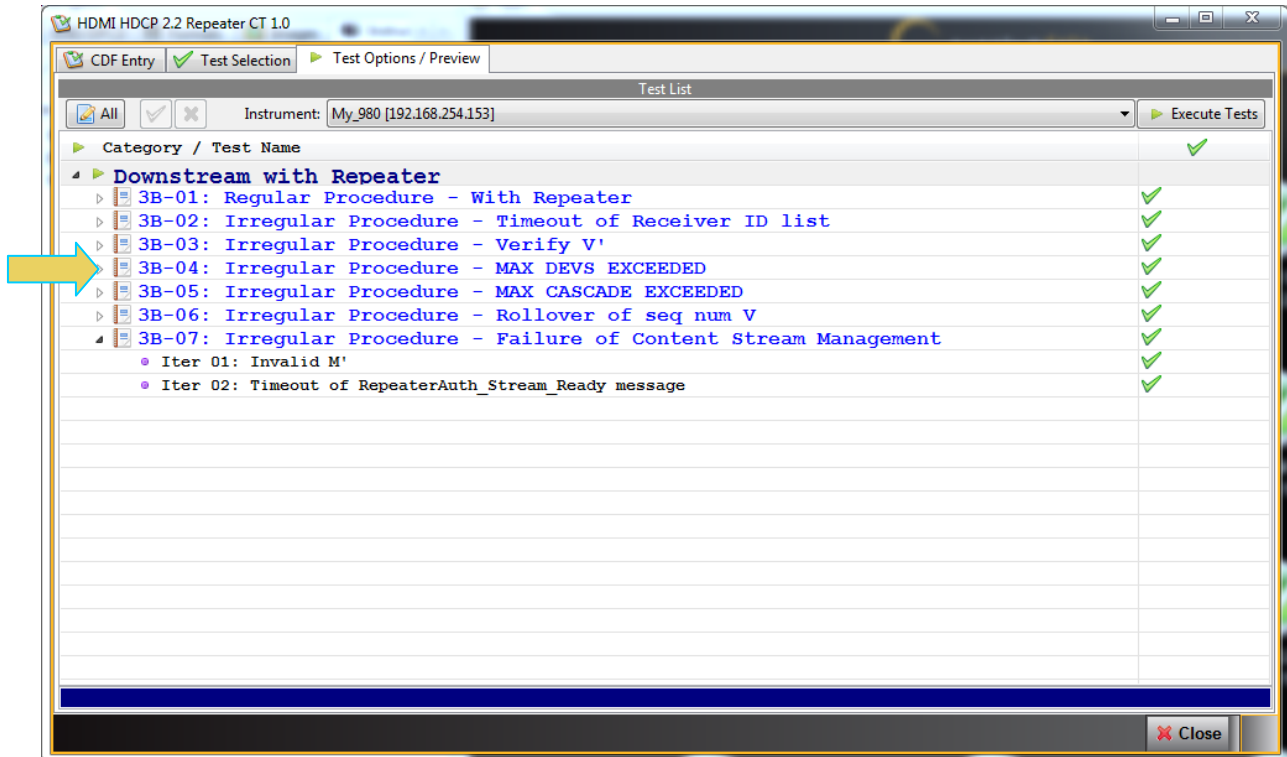 HDMI HDCP 2.2 Repeater CT 1.0
CDF Entry Test Selection Test Options / Preview
Test List
All Instrument: My_980 [192.168.254.153] Execute Tests
Category / Test Name
Downstream with Repeater
3B-01: Regular Procedure - With Repeater
3B-02: Irregular Procedure - Timeout of Receiver ID list
3B-03: Irregular Procedure - Verify V'
3B-04: Irregular Procedure - MAX DEVS EXCEEDED
3B-05: Irregular Procedure - MAX CASCADE EXCEEDED
3B-06: Irregular Procedure - Rollover of seq num V
3B-07: Irregular Procedure - Failure of Content Stream Management
Iter 01: Invalid M'
Iter 02: Timeout of RepeaterAuth_Stream_Ready message
Close